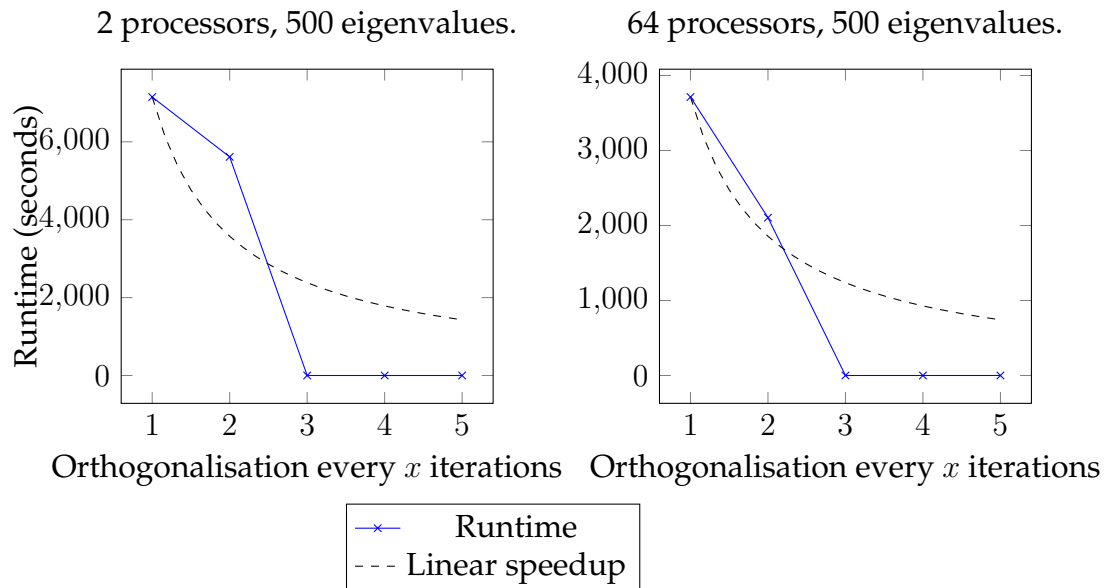 2 processors, 500 eigenvalues.
6,000
4,000
2,000
0
Runtime (seconds)
1 2 3 4 5
Orthogonalisation every x iterations
64 processors, 500 eigenvalues.
4,000
3,000
2,000
1,000
0
1 2 3 4 5
Orthogonalisation every x iterations
Runtime
Linear speedup